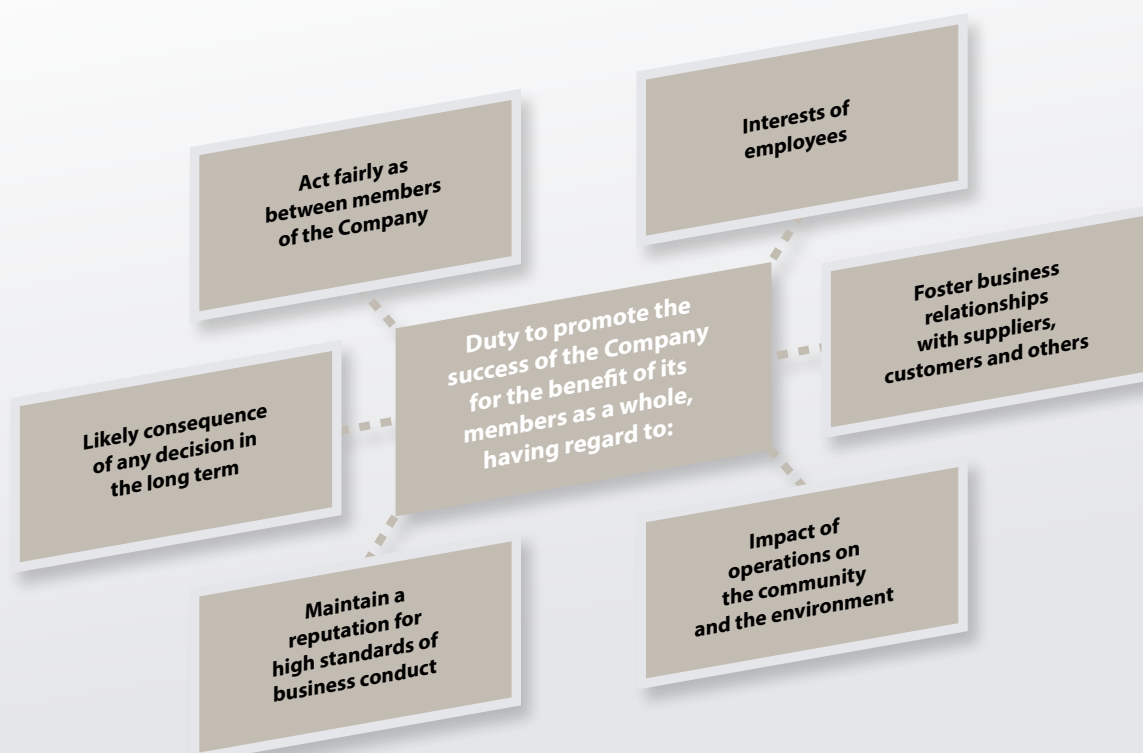 Interests of
employees
Act fairly as
between members
of the Company
Foster business
relationships
with suppliers,
customers and others
Duty to promote the
success of the Company
for the benefit of its
members as a whole,
having regard to:
Likely consequence
of any decision in
the long term
Impact of
operations on
the community
and the environment
Maintain a
reputation for
high standards of
business conduct